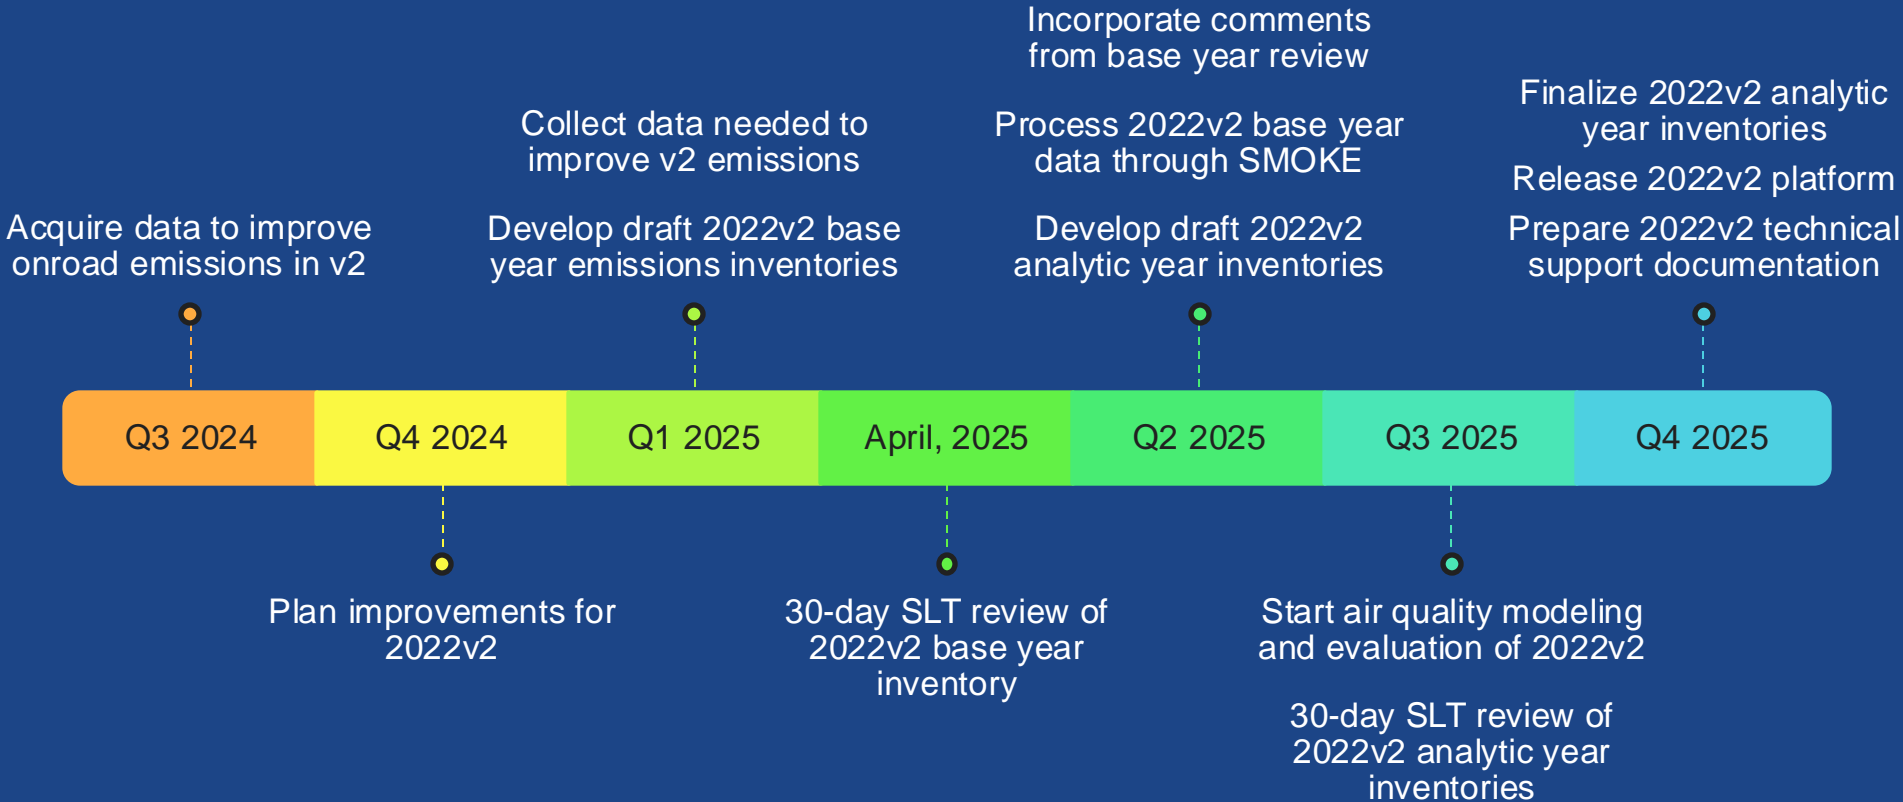 Incorporate comments
from base year review
Process 2022v2 base year
data through SMOKE
Develop draft 2022v2
analytic year inventories
Finalize 2022v2 analytic
year inventories
Release 2022v2 platform
Prepare 2022v2 technical
support documentation
Collect data needed to
improve v2 emissions
Develop draft 2022v2 base
year emissions inventories
Acquire data to improve
onroad emissions in v2
Q3 2024
Q4 2024
Q1 2025
April, 2025
Q2 2025
Q3 2025
Q4 2025
Plan improvements for
2022v2
30-day SLT review of
2022v2 base year
inventory
Start air quality modeling
and evaluation of 2022v2
30-day SLT review of
2022v2 analytic year
inventories